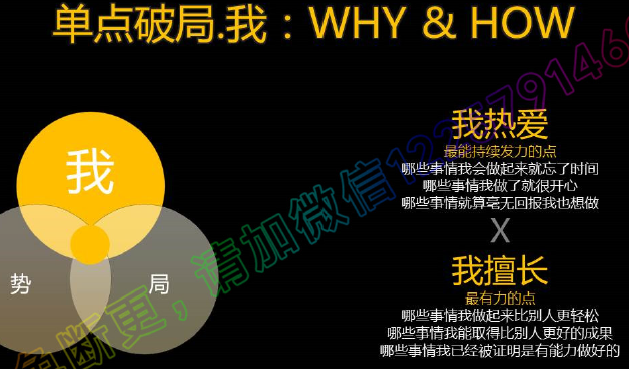 单点破局.我：WHY & HOW
我
势
局
我热爱
最能持续发力的点
哪些事情我会做起来就忘了时间
哪些事情我做了就很开心
哪些事情就算毫无回报我也想做
X
我擅长
最有力的点
哪些事情我做起来比别人更轻松
哪些事情我能取得比别人更好的成果
哪些事情我已经被证明是有能力做好的
断更，请加微信12